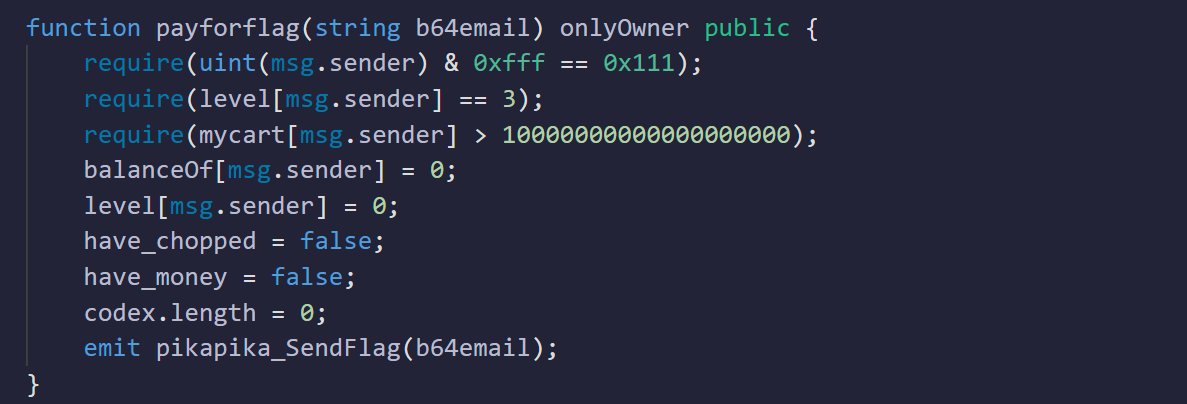 function payforflag(string b64email) onlyOwner public {
    require(uint(msg.sender) & 0xfff == 0x111);
    require(level[msg.sender] == 3);
    require(mycart[msg.sender] > 10000000000000000000);
    balanceOf[msg.sender] = 0;
    level[msg.sender] = 0;
    have_chopped = false;
    have_money = false;
    codex.length = 0;
    emit pikapika_SendFlag(b64email);
}